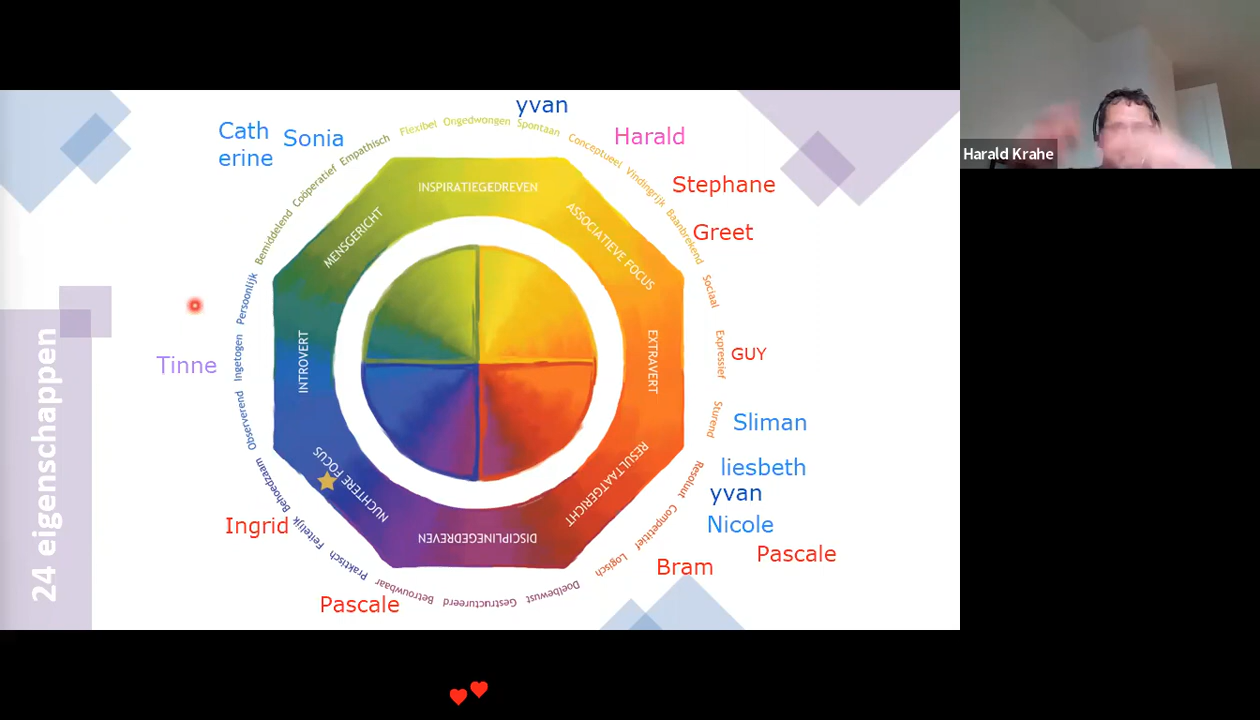 24 eigenschappen
yvan
Cath
erine
Sonia
Harald
Stephane
Greet
GUY
Sliman
liesbeth
yvan
Nicole
Pascale
Bram
Pascale
Ingrid
Tinne
Flexibel
Ongedwongen
Spontaan
Conceptueel
Vindingrijk
Baanbrekend
Sociaal
Expressief
Sturend
Resoluut
Competitief
Logisch
Doelbewust
Gestructureerd
Betrouwbaar
Praktisch
Feitelijk
Behoedzaam
Observerend
Ingetogen
Persoonlijk
Bemiddelend
Coöperatief
Empathisch
INSPIRATIEGEDREVEN
ASSOCIATIEVE FOCUS
EXTRAVERT
RESULTAATGERICHT
DISCIPLINEGEDREVEN
NUCHTERE FOCUS
INTROVERT
MENSGERICHT
Harald Krahe